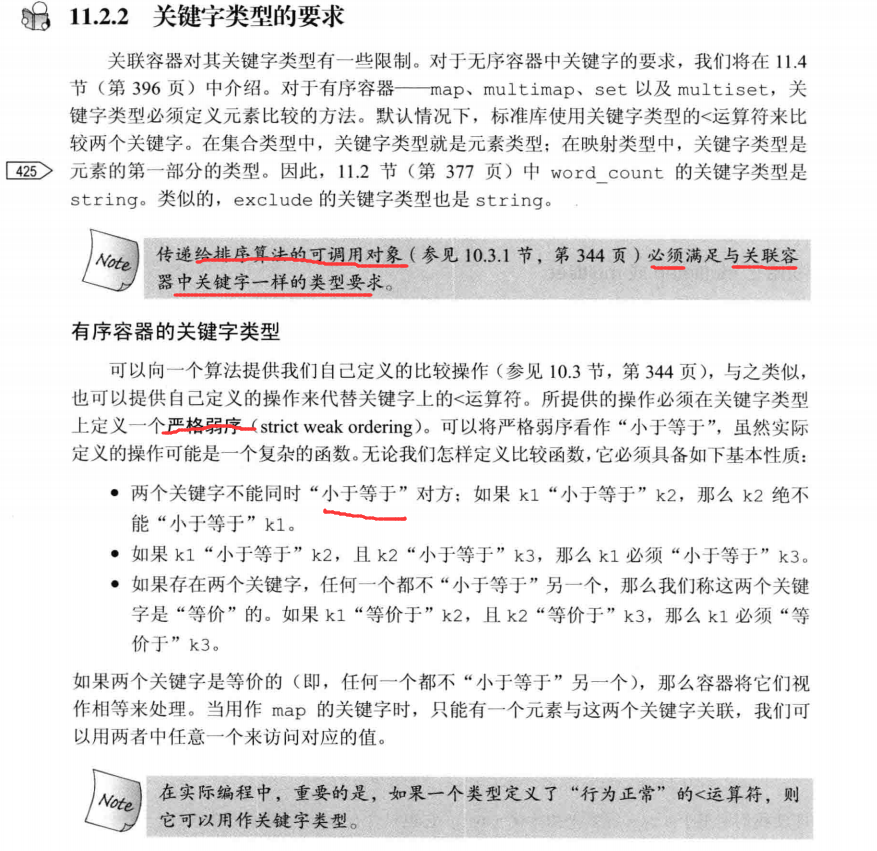 11.2.2 关键字类型的要求
关联容器对其关键字类型有一些限制。对于无序容器中关键字的要求，我们将在 11.4
节（第 396 页）中介绍。对于有序容器——map、multimap、set 以及 multiset，关
键字类型必须定义元素比较的方法。默认情况下，标准库使用关键字类型的<运算符来比
较两个关键字。在集合类型中，关键字类型就是元素类型；在映射类型中，关键字类型是
425
元素的第一部分的类型。因此，11.2 节（第 377 页）中 word_count 的关键字类型是
string。类似的，exclude 的关键字类型也是 string。
Note
传递给排序算法的可调用对象（参见 10.3.1 节，第 344 页）必须满足与关联容
器中关键字一样的类型要求。
有序容器的关键字类型
可以向一个算法提供我们自己定义的比较操作（参见 10.3 节，第 344 页），与之类似，
也可以提供自己定义的操作来代替关键字上的<运算符。所提供的操作必须在关键字类型
上定义一个严格弱序（strict weak ordering）。可以将严格弱序看作“小于等于”，虽然实际
定义的操作可能是一个复杂的函数。无论我们怎样定义比较函数，它必须具备如下基本性质：
• 两个关键字不能同时“小于等于”对方；如果 k1“小于等于”k2，那么 k2 绝不
能“小于等于”k1。
• 如果 k1“小于等于”k2，且 k2“小于等于”k3，那么 k1 必须“小于等于”k3。
• 如果存在两个关键字，任何一个都不“小于等于”另一个，那么我们称这两个关键
字是“等价”的。如果 k1“等价于”k2，且 k2“等价于”k3，那么 k1 必须“等
价于”k3。
如果两个关键字是等价的（即，任何一个都不“小于等于”另一个），那么容器将它们视
作相等来处理。当用作 map 的关键字时，只能有一个元素与这两个关键字关联，我们可
以用两者中任意一个来访问对应的值。
Note
在实际编程中，重要的是，如果一个类型定义了“行为正常”的<运算符，则
它可以用作关键字类型。